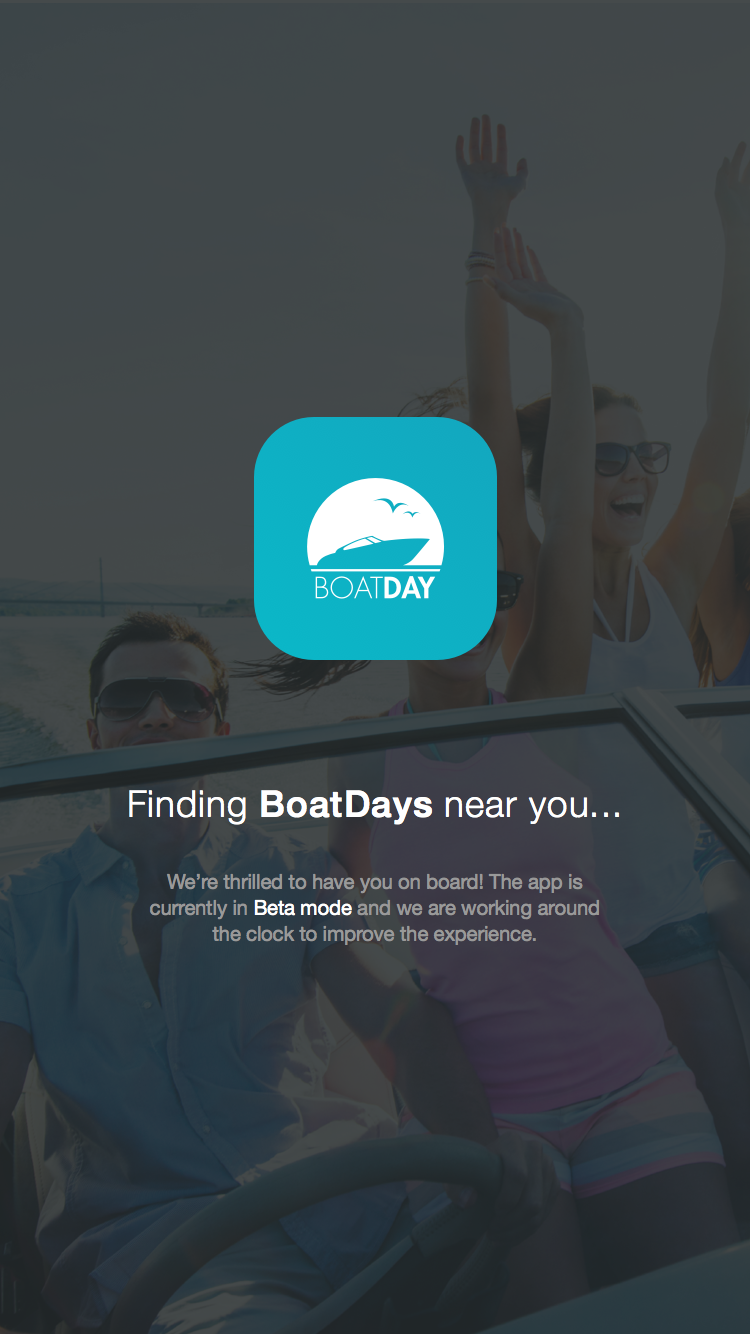 BOATDAY
Finding BoatDays near you...
We’re thrilled to have you on board! The app is
currently in Beta mode and we are working around
the clock to improve the experience.